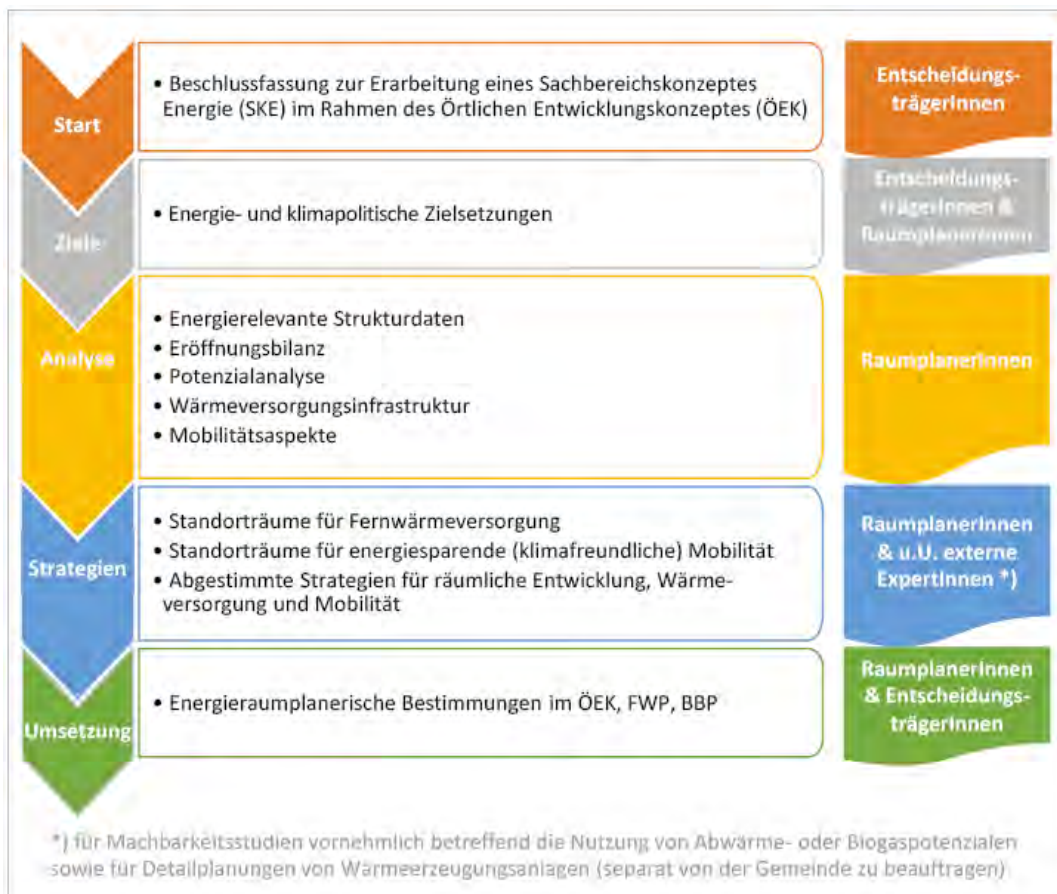 Start
• Beschlussfassung zur Erarbeitung eines Sachbereichskonzeptes
Energie (SKE) im Rahmen des Örtlichen Entwicklungskonzeptes (ÖEK)
Entscheidungs-
trägerInnen
Ziele
• Energie- und klimapolitische Zielsetzungen
Entscheidungs-
trägerInnen &
RaumplanerInnen
Analyse
• Energierelevante Strukturdaten
• Eröffnungsbilanz
• Potenzialanalyse
• Wärmeversorgungsinfrastruktur
• Mobilitätsaspekte
RaumplanerInnen
Strategien
• Standorträume für Fernwärmeversorgung
• Standorträume für energiesparende (klimafreundliche) Mobilität
• Abgestimmte Strategien für räumliche Entwicklung, Wärme-
versorgung und Mobilität
RaumplanerInnen
& u.U. externe
ExpertInnen *)
Umsetzung
• Energieraumplanerische Bestimmungen im ÖEK, FWP, BBP
RaumplanerInnen
& Entscheidungs-
trägerInnen
*) für Machbarkeitsstudien vornehmlich betreffend die Nutzung von Abwärme- oder Biogaspotenzialen
sowie für Detailplanungen von Wärmeerzeugungsanlagen (separat von der Gemeinde zu beauftragen)